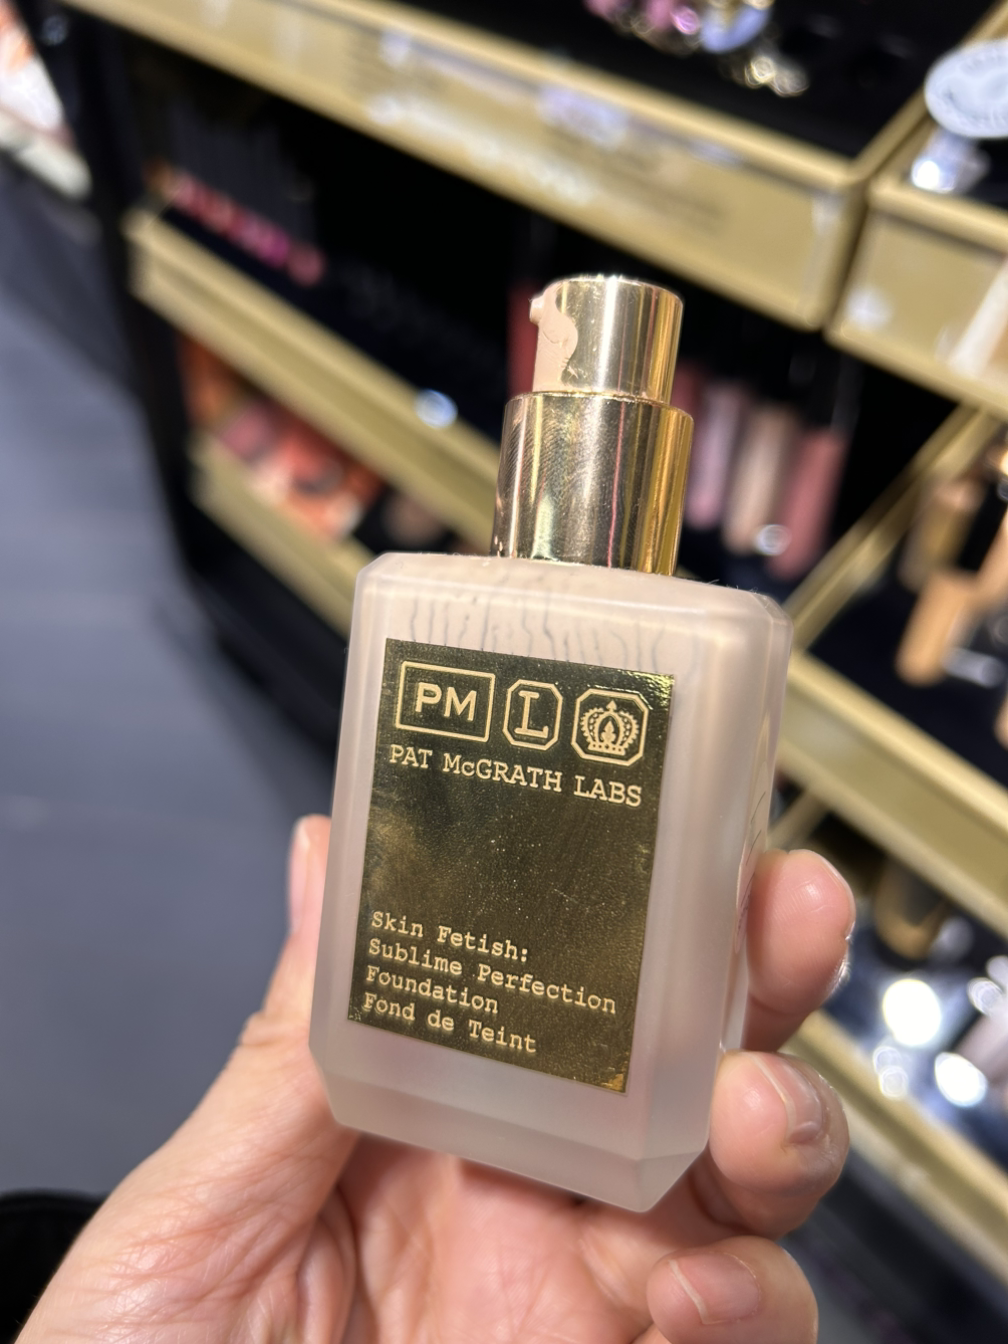 PM L
PAT McGRATH LABS
Skin Fetish:
Sublime Perfection
Foundation
Fond de Teint